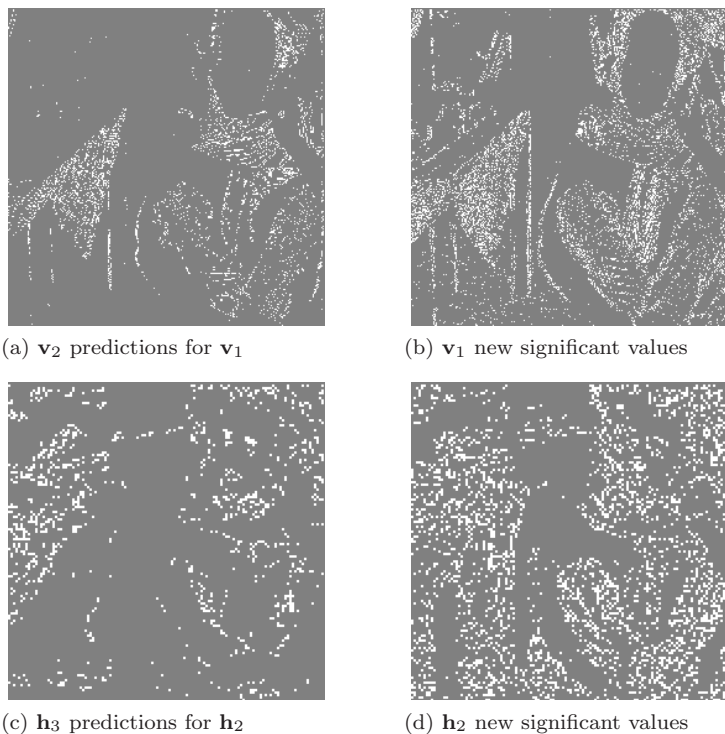 (a) v₂ predictions for v₁
(b) v₁ new significant values
(c) h₃ predictions for h₂
(d) h₂ new significant values